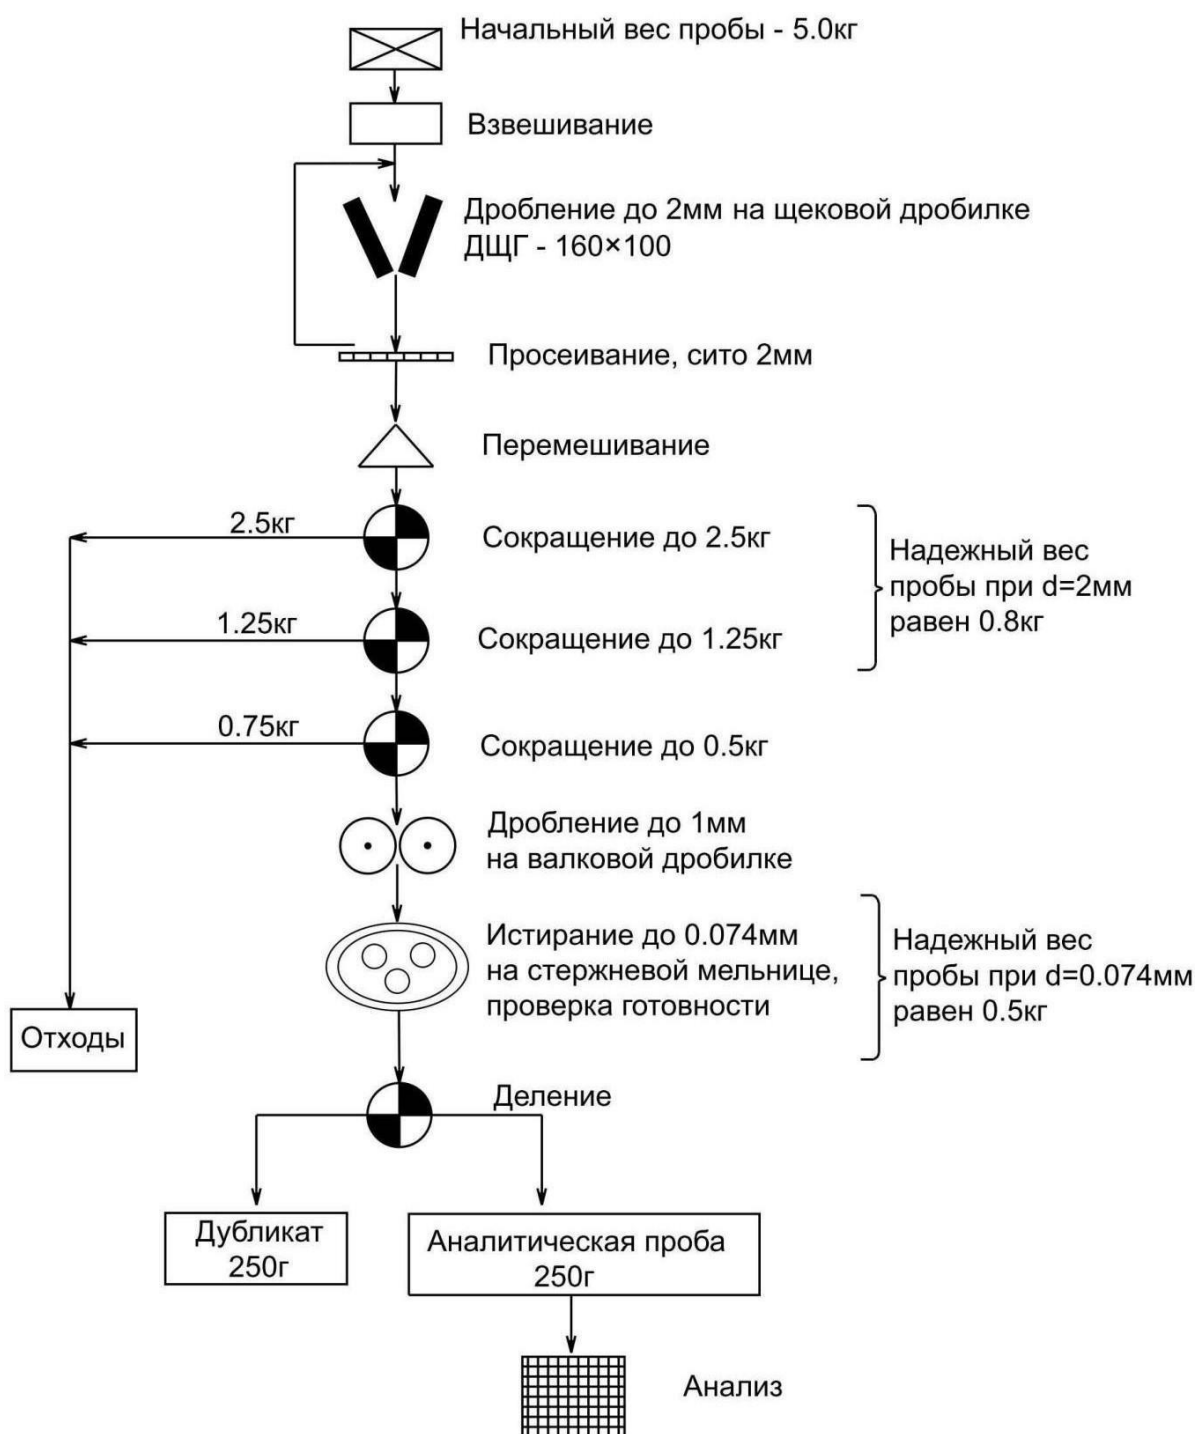 Начальный вес пробы - 5.0кг
Взвешивание
Дробление до 2мм на щековой дробилке
ДЩГ - 160×100
Просеивание, сито 2мм
Перемешивание
2.5кг
Сокращение до 2.5кг
Надежный вес
пробы при d=2мм
равен 0.8кг
1.25кг
Сокращение до 1.25кг
0.75кг
Сокращение до 0.5кг
Дробление до 1мм
на валковой дробилке
Истирание до 0.074мм
на стержневой мельнице,
проверка готовности
Надежный вес
пробы при d=0.074мм
равен 0.5кг
Отходы
Деление
Дубликат
250г
Аналитическая проба
250г
Анализ